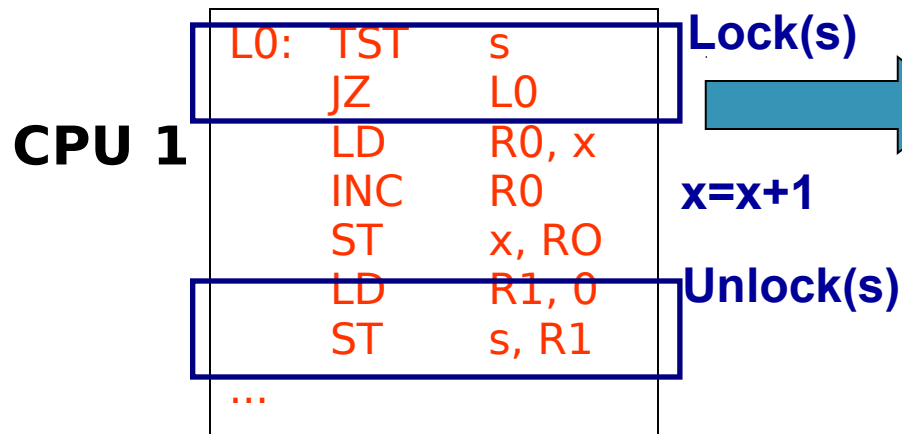 L0: TST s Lock(s)
JZ L0
CPU 1
LD R0, x
INC R0 x=x+1
ST x, RO
LD R1, 0 Unlock(s)
ST s, R1
...